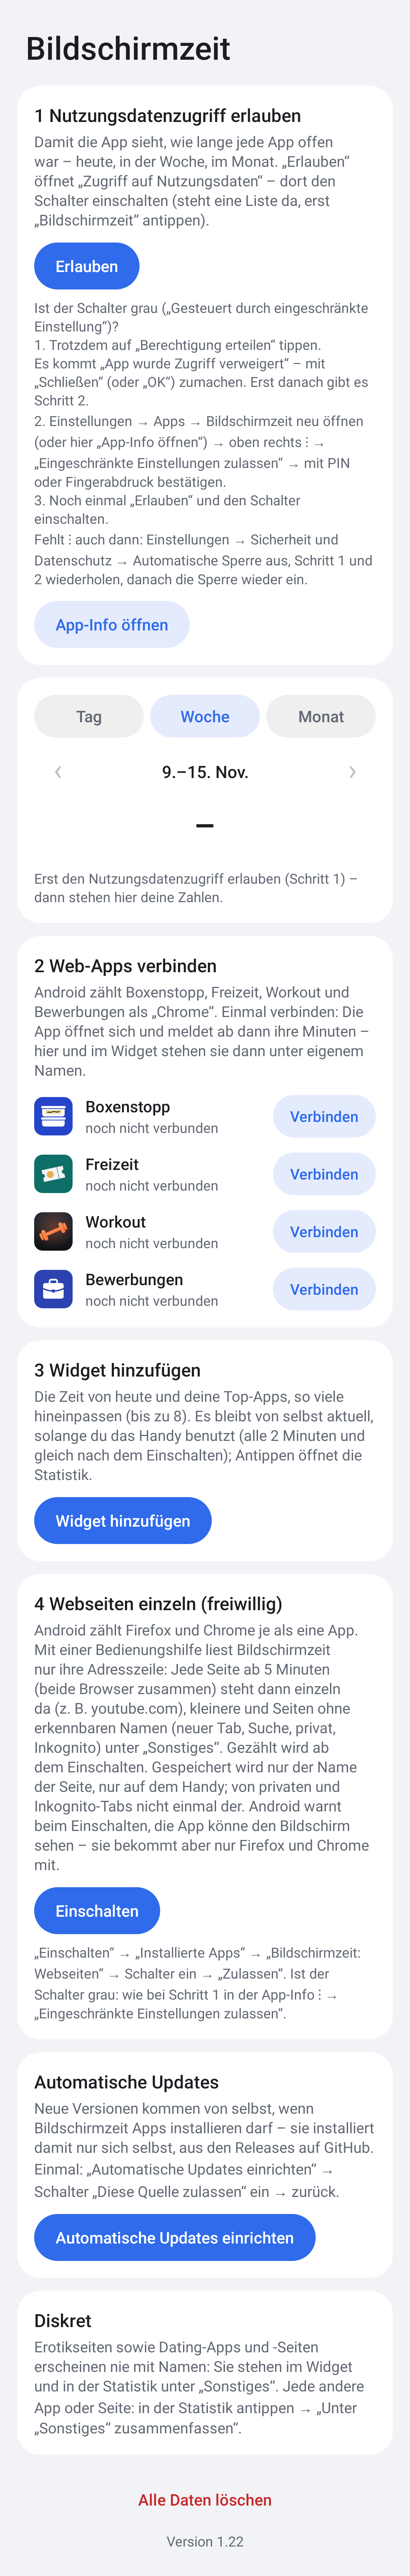 Bildschirmzeit
1 Nutzungsdatenzugriff erlauben
Damit die App sieht, wie lange jede App offen
war – heute, in der Woche, im Monat. „Erlauben“
öffnet „Zugriff auf Nutzungsdaten“ – dort den
Schalter einschalten (steht eine Liste da, erst
„Bildschirmzeit“ antippen).
Erlauben
Ist der Schalter grau („Gesteuert durch eingeschränkte
Einstellung“)?
1. Trotzdem auf „Berechtigung erteilen“ tippen.
Es kommt „App wurde Zugriff verweigert“ – mit
„Schließen“ (oder „OK“) zumachen. Erst danach gibt es
Schritt 2.
2. Einstellungen → Apps → Bildschirmzeit neu öffnen
(oder hier „App-Info öffnen“) → oben rechts ⋮ →
„Eingeschränkte Einstellungen zulassen“ → mit PIN
oder Fingerabdruck bestätigen.
3. Noch einmal „Erlauben“ und den Schalter
einschalten.
Fehlt ⋮ auch dann: Einstellungen → Sicherheit und
Datenschutz → Automatische Sperre aus, Schritt 1 und
2 wiederholen, danach die Sperre wieder ein.
App-Info öffnen
Tag Woche Monat
‹ 9.–15. Nov. ›
–
Erst den Nutzungsdatenzugriff erlauben (Schritt 1) –
dann stehen hier deine Zahlen.
2 Web-Apps verbinden
Android zählt Boxenstopp, Freizeit, Workout und
Bewerbungen als „Chrome“. Einmal verbinden: Die
App öffnet sich und meldet ab dann ihre Minuten –
hier und im Widget stehen sie dann unter eigenem
Namen.
Boxenstopp
noch nicht verbunden
Verbinden
Freizeit
noch nicht verbunden
Verbinden
Workout
noch nicht verbunden
Verbinden
Bewerbungen
noch nicht verbunden
Verbinden
3 Widget hinzufügen
Die Zeit von heute und deine Top-Apps, so viele
hineinpassen (bis zu 8). Es bleibt von selbst aktuell,
solange du das Handy benutzt (alle 2 Minuten und
gleich nach dem Einschalten); Antippen öffnet die
Statistik.
Widget hinzufügen
4 Webseiten einzeln (freiwillig)
Android zählt Firefox und Chrome je als eine App.
Mit einer Bedienungshilfe liest Bildschirmzeit
nur ihre Adresszeile: Jede Seite ab 5 Minuten
(beide Browser zusammen) steht dann einzeln
da (z. B. youtube.com), kleinere und Seiten ohne
erkennbaren Namen (neuer Tab, Suche, privat,
Inkognito) unter „Sonstiges“. Gezählt wird ab
dem Einschalten. Gespeichert wird nur der Name
der Seite, nur auf dem Handy; von privaten und
Inkognito-Tabs nicht einmal der. Android warnt
beim Einschalten, die App könne den Bildschirm
sehen – sie bekommt aber nur Firefox und Chrome
mit.
Einschalten
„Einschalten“ → „Installierte Apps“ → „Bildschirmzeit:
Webseiten“ → Schalter ein → „Zulassen“. Ist der
Schalter grau: wie bei Schritt 1 in der App-Info ⋮ →
„Eingeschränkte Einstellungen zulassen“.
Automatische Updates
Neue Versionen kommen von selbst, wenn
Bildschirmzeit Apps installieren darf – sie installiert
damit nur sich selbst, aus den Releases auf GitHub.
Einmal: „Automatische Updates einrichten“ →
Schalter „Diese Quelle zulassen“ ein → zurück.
Automatische Updates einrichten
Diskret
Erotikseiten sowie Dating-Apps und -Seiten
erscheinen nie mit Namen: Sie stehen im Widget
und in der Statistik unter „Sonstiges“. Jede andere
App oder Seite: in der Statistik antippen → „Unter
„Sonstiges“ zusammenfassen“.
Alle Daten löschen
Version 1.22